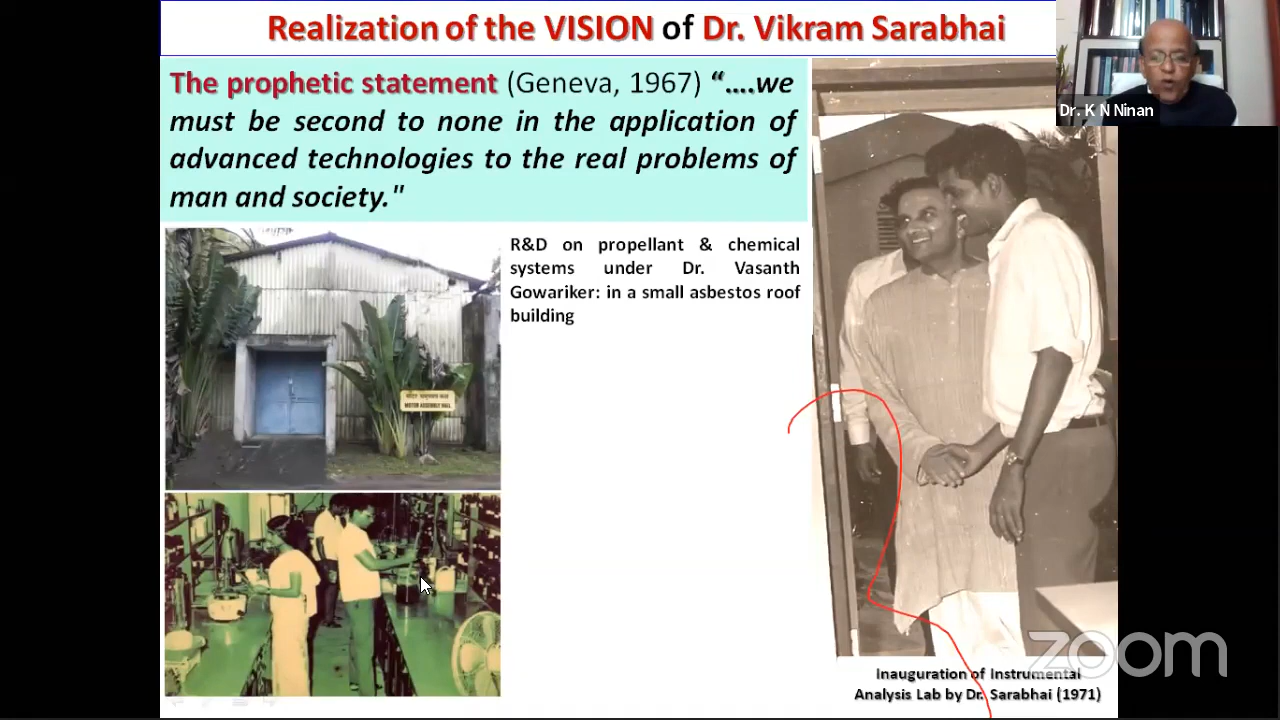 Realization of the VISION of Dr. Vikram Sarabhai
The prophetic statement (Geneva, 1967) “....we
must be second to none in the application of
advanced technologies to the real problems of
man and society."
Dr. K N Ninan
R&D on propellant & chemical
systems under Dr. Vasanth
Gowariker: in a small asbestos roof
building
MOTOR ASSEMBLY HALL
zoom
Inauguration of Instrumental
Analysis Lab by Dr. Sarabhai (1971)